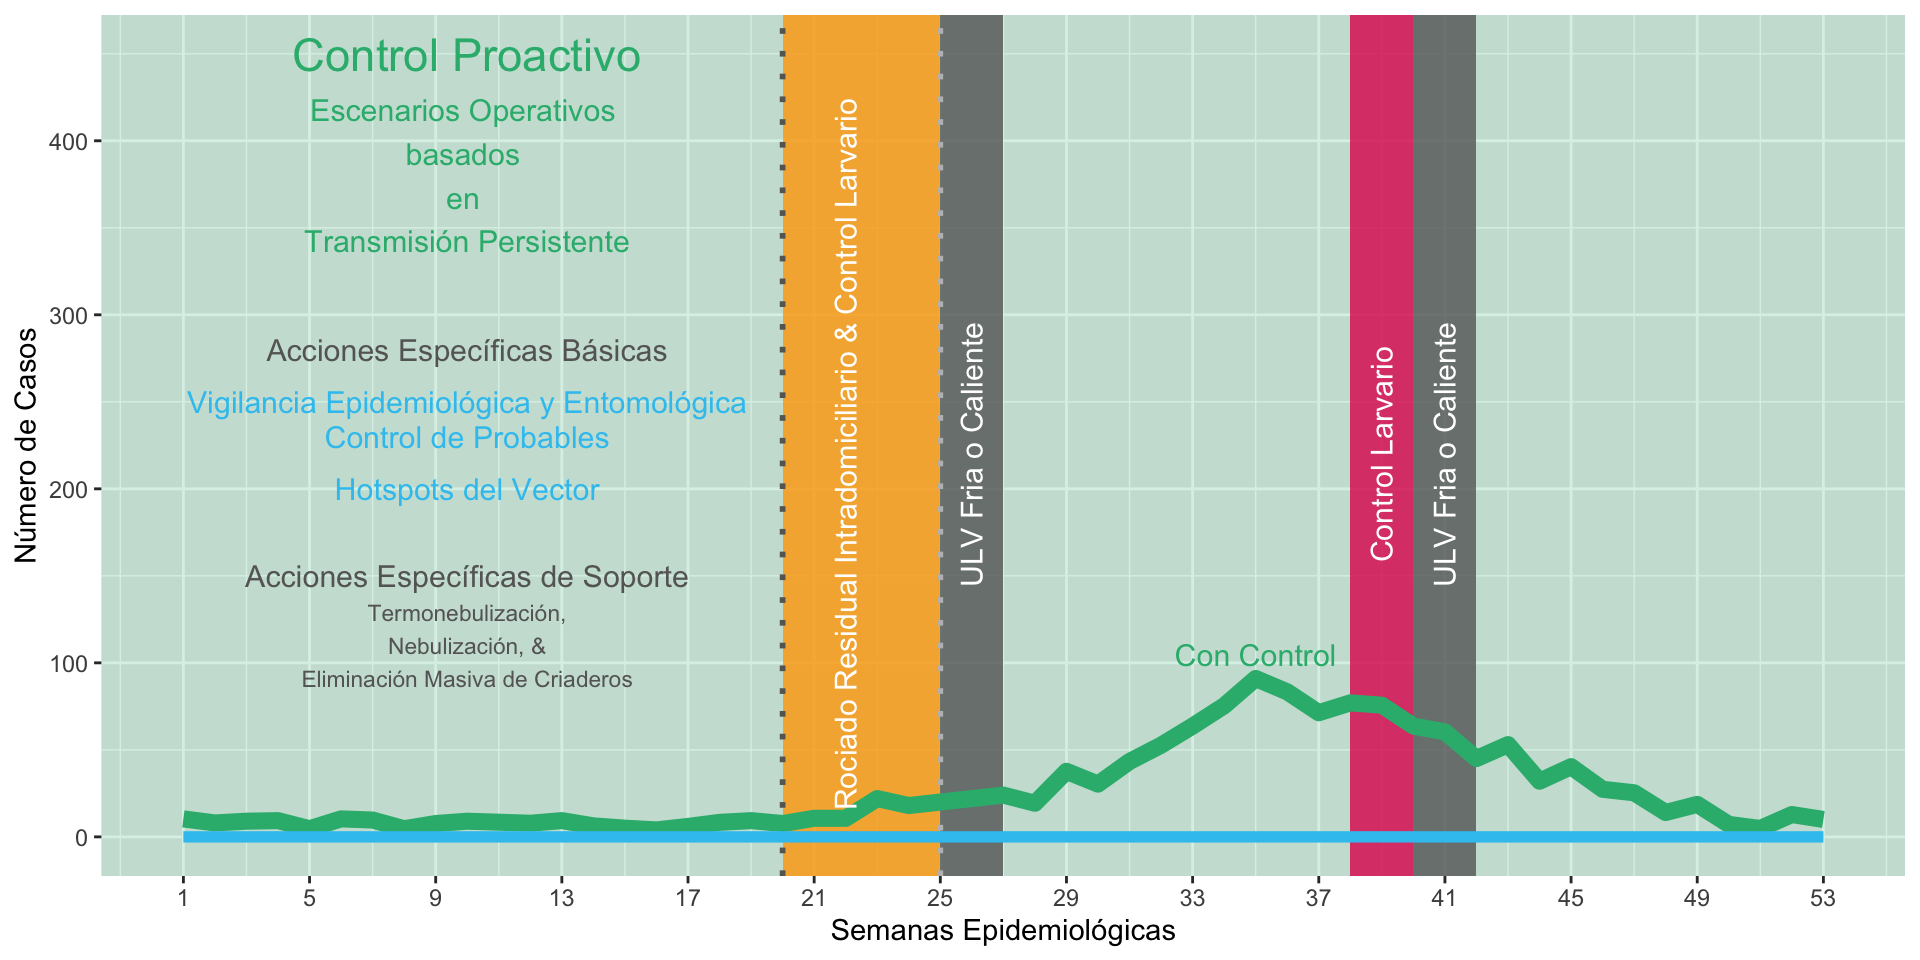 Control Proactivo
Escenarios Operativos
basados
en
Transmisión Persistente
Acciones Específicas Básicas
Vigilancia Epidemiológica y Entomológica
Control de Probables
Hotspots del Vector
Acciones Específicas de Soporte
Termonebulización,
Nebulización, &
Eliminación Masiva de Criaderos
Rociado Residual Intradomiciliario & Control Larvario
ULV Fria o Caliente
Con Control
Control Larvario
ULV Fria o Caliente
Número de Casos
400
300
200
100
0
1 5 9 13 17 21 25 29 33 37 41 45 49 53
Semanas Epidemiológicas